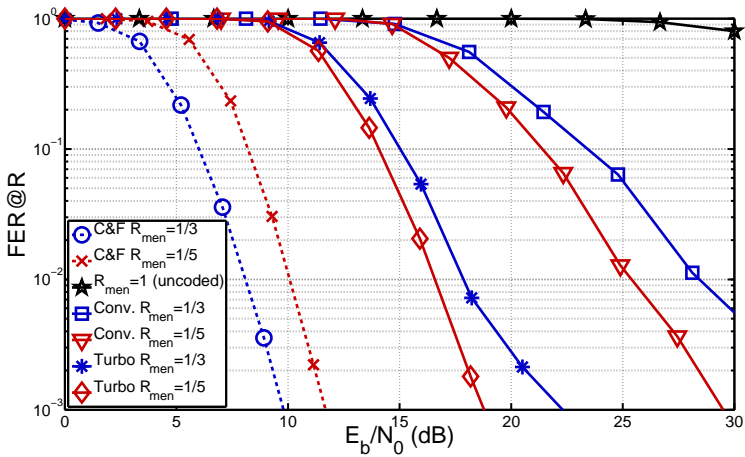 10^0
10^-1
10^-2
10^-3
FER@R
C&F R_men=1/3
C&F R_men=1/5
R_men=1 (uncoded)
Conv. R_men=1/3
Conv. R_men=1/5
Turbo R_men=1/3
Turbo R_men=1/5
0 5 10 15 20 25 30
E_b/N_0 (dB)